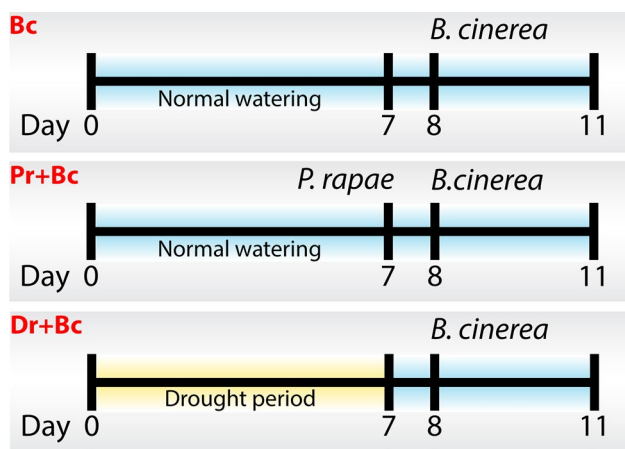 Bc
B. cinerea
Normal watering
Day 0 7 8 11
Pr+Bc
P. rapae B.cinerea
Normal watering
Day 0 7 8 11
Dr+Bc
B. cinerea
Drought period
Day 0 7 8 11